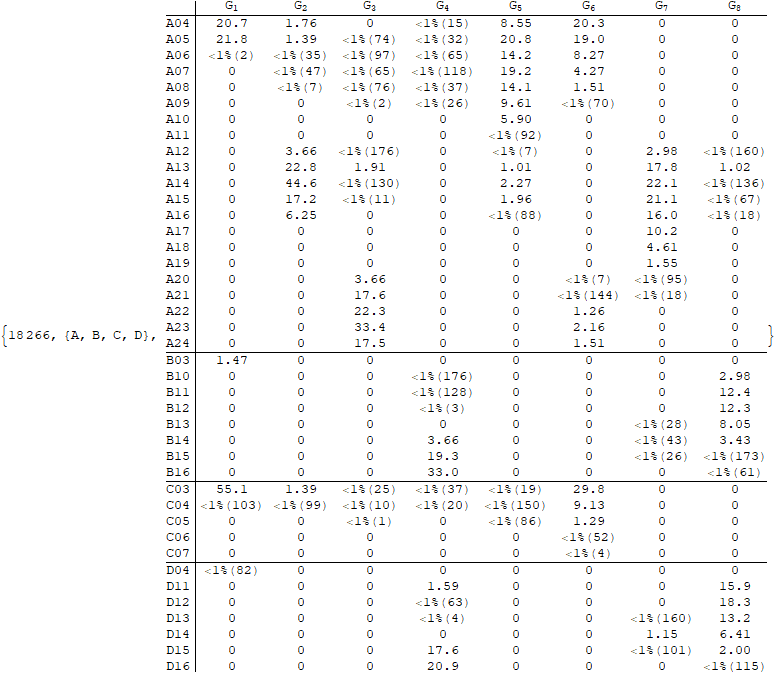 G1 G2 G3 G4 G5 G6 G7 G8
A04 20.7 1.76 0 <1%(15) 8.55 20.3 0 0
A05 21.8 1.39 <1%(74) <1%(32) 20.8 19.0 0 0
A06 <1%(2) <1%(35) <1%(97) <1%(65) 14.2 8.27 0 0
A07 0 <1%(47) <1%(65) <1%(118) 19.2 4.27 0 0
A08 0 <1%(7) <1%(76) <1%(37) 14.1 1.51 0 0
A09 0 0 <1%(2) <1%(26) 9.61 <1%(70) 0 0
A10 0 0 0 0 5.90 0 0 0
A11 0 0 0 0 <1%(92) 0 0 0
A12 0 3.66 <1%(176) 0 <1%(7) 0 2.98 <1%(160)
A13 0 22.8 1.91 0 1.01 0 17.8 1.02
A14 0 44.6 <1%(130) 0 2.27 0 22.1 <1%(136)
A15 0 17.2 <1%(11) 0 1.96 0 21.1 <1%(67)
A16 0 6.25 0 0 <1%(88) 0 16.0 <1%(18)
A17 0 0 0 0 0 0 10.2 0
A18 0 0 0 0 0 0 4.61 0
A19 0 0 0 0 0 0 1.55 0
A20 0 0 3.66 0 0 <1%(7) <1%(95) 0
A21 0 0 17.6 0 0 <1%(144) <1%(18) 0
A22 0 0 22.3 0 0 1.26 0 0
{18266, {A, B, C, D}, A23 0 0 33.4 0 0 2.16 0 0 }
A24 0 0 17.5 0 0 1.51 0 0
B03 1.47 0 0 0 0 0 0 0
B10 0 0 0 <1%(176) 0 0 0 2.98
B11 0 0 0 <1%(128) 0 0 0 12.4
B12 0 0 0 <1%(3) 0 0 0 12.3
B13 0 0 0 0 0 0 <1%(28) 8.05
B14 0 0 0 3.66 0 0 <1%(43) 3.43
B15 0 0 0 19.3 0 0 <1%(26) <1%(173)
B16 0 0 0 33.0 0 0 0 <1%(61)
C03 55.1 1.39 <1%(25) <1%(37) <1%(19) 29.8 0 0
C04 <1%(103) <1%(99) <1%(10) <1%(20) <1%(150) 9.13 0 0
C05 0 0 <1%(1) 0 <1%(86) 1.29 0 0
C06 0 0 0 0 0 <1%(52) 0 0
C07 0 0 0 0 0 <1%(4) 0 0
D04 <1%(82) 0 0 0 0 0 0 0
D11 0 0 0 1.59 0 0 0 15.9
D12 0 0 0 <1%(63) 0 0 0 18.3
D13 0 0 0 <1%(4) 0 0 <1%(160) 13.2
D14 0 0 0 0 0 0 1.15 6.41
D15 0 0 0 17.6 0 0 <1%(101) 2.00
D16 0 0 0 20.9 0 0 0 <1%(115)